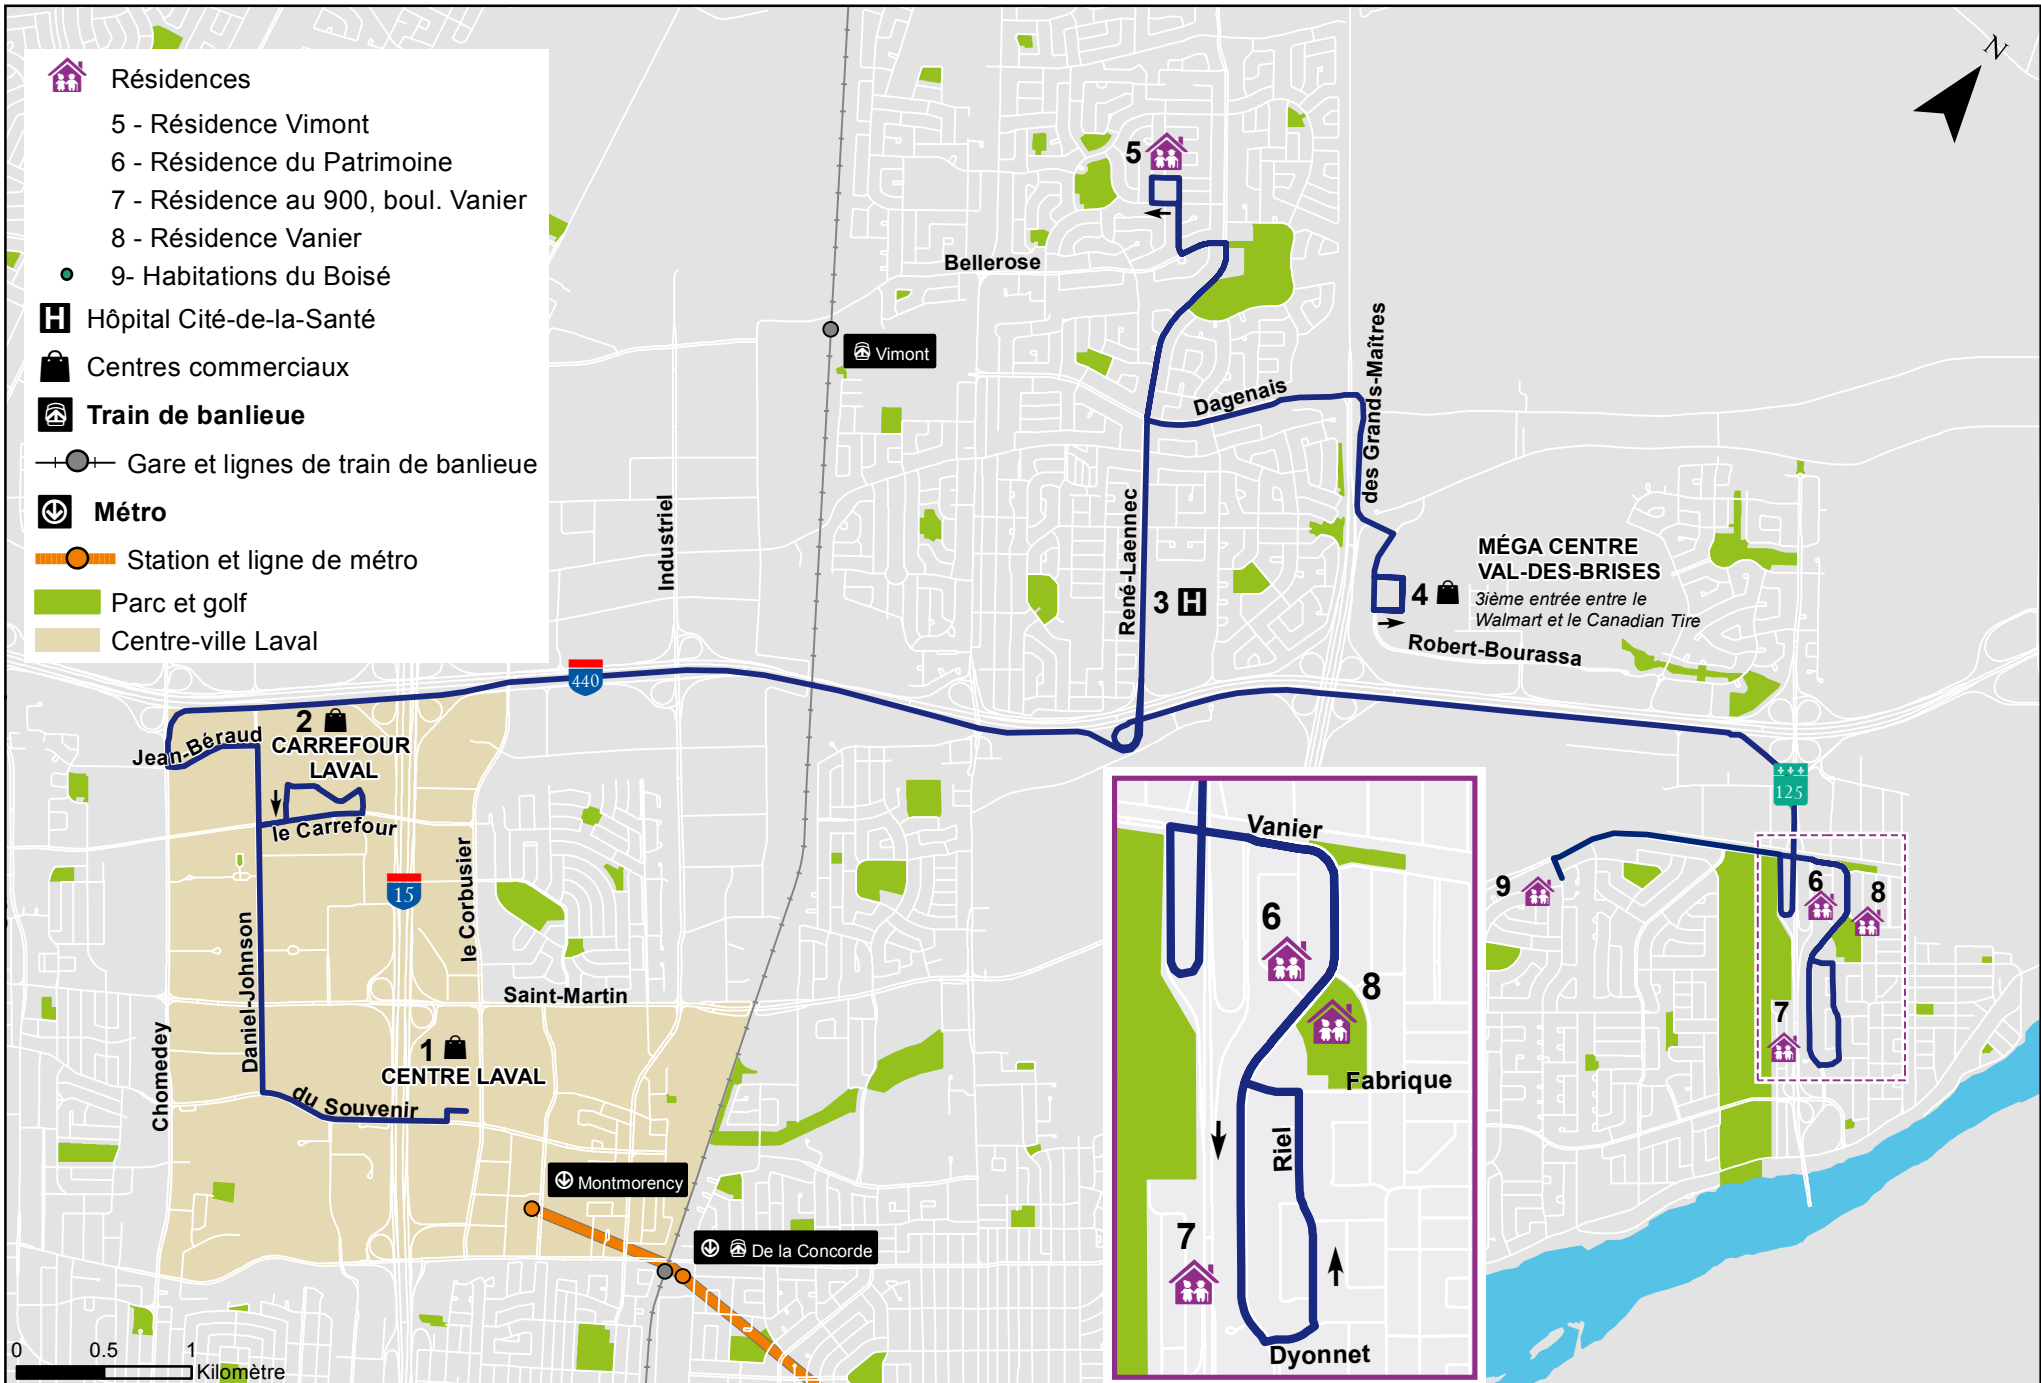 Résidences
5 - Résidence Vimont
6 - Résidence du Patrimoine
7 - Résidence au 900, boul. Vanier
8 - Résidence Vanier
9- Habitations du Boisé
H Hôpital Cité-de-la-Santé
Centres commerciaux
Train de banlieue
Gare et lignes de train de banlieue
Métro
Station et ligne de métro
Parc et golf
Centre-ville Laval
N
5
Bellerose
Vimont
Dagenais
des Grands-Maîtres
Industriel
René-Laennec
3 H
MÉGA CENTRE
VAL-DES-BRISES
4
3ième entrée entre le
Walmart et le Canadian Tire
Robert-Bourassa
440
2
CARREFOUR
LAVAL
Jean-Béraud
le Carrefour
15
le Corbusier
125
Daniel-Johnson
Saint-Martin
Chomedey
1
CENTRE LAVAL
du Souvenir
Montmorency
De la Concorde
9
6
8
7
Vanier
6
8
Fabrique
Riel
7
Dyonnet
0 0.5 1
Kilomètre